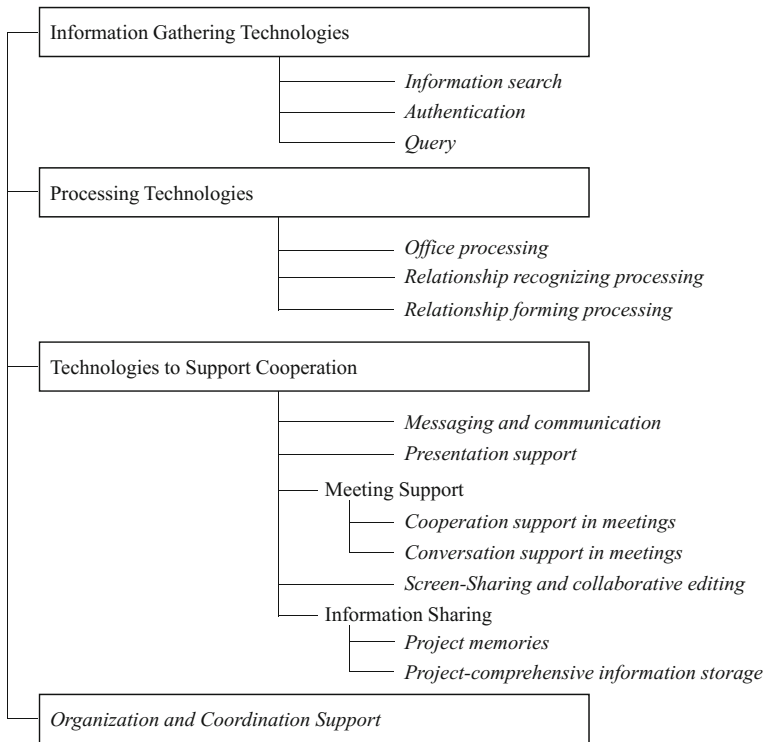 Information Gathering Technologies
Information search
Authentication
Query
Processing Technologies
Office processing
Relationship recognizing processing
Relationship forming processing
Technologies to Support Cooperation
Messaging and communication
Presentation support
Meeting Support
Cooperation support in meetings
Conversation support in meetings
Screen-Sharing and collaborative editing
Information Sharing
Project memories
Project-comprehensive information storage
Organization and Coordination Support